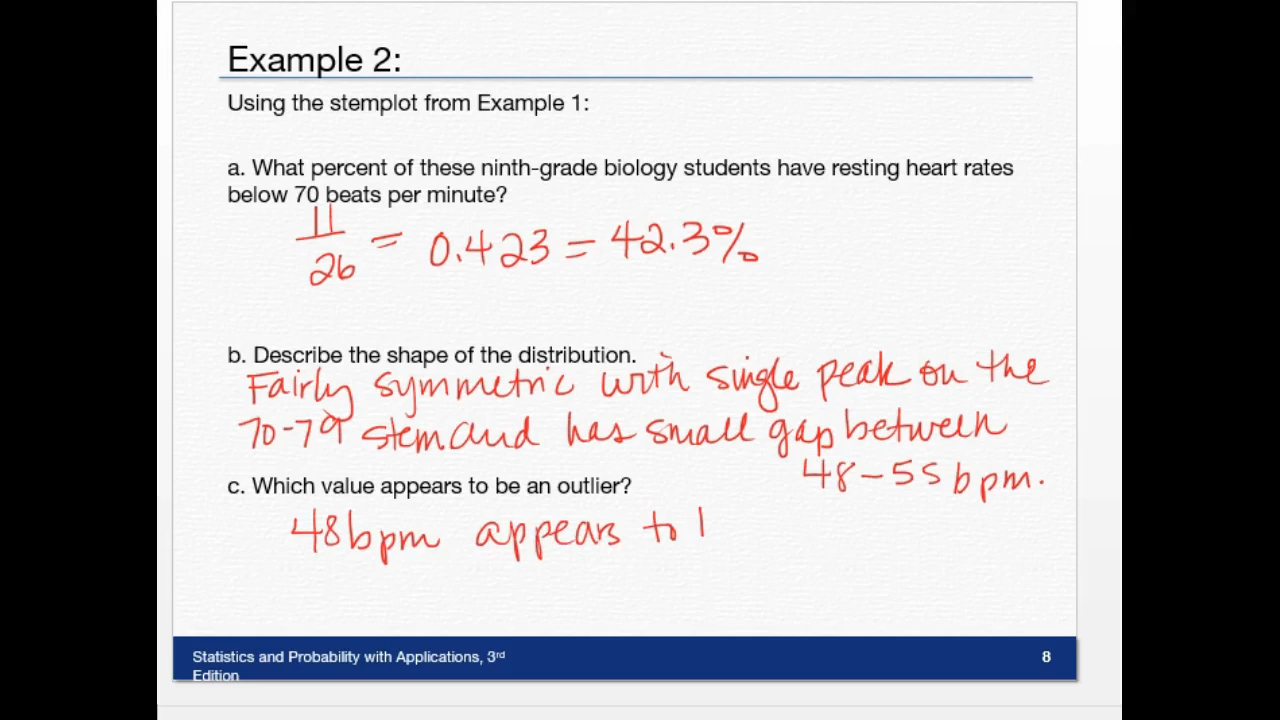 Example 2:
Using the stemplot from Example 1:
a. What percent of these ninth-grade biology students have resting heart rates
below 70 beats per minute?
11
26 = 0.423 = 42.3%
b. Describe the shape of the distribution.
Fairly symmetric with single peak on the
70-79 stem and has small gap between
48-55 bpm.
c. Which value appears to be an outlier?
48 bpm appears to l
Statistics and Probability with Applications, 3rd
Edition
8